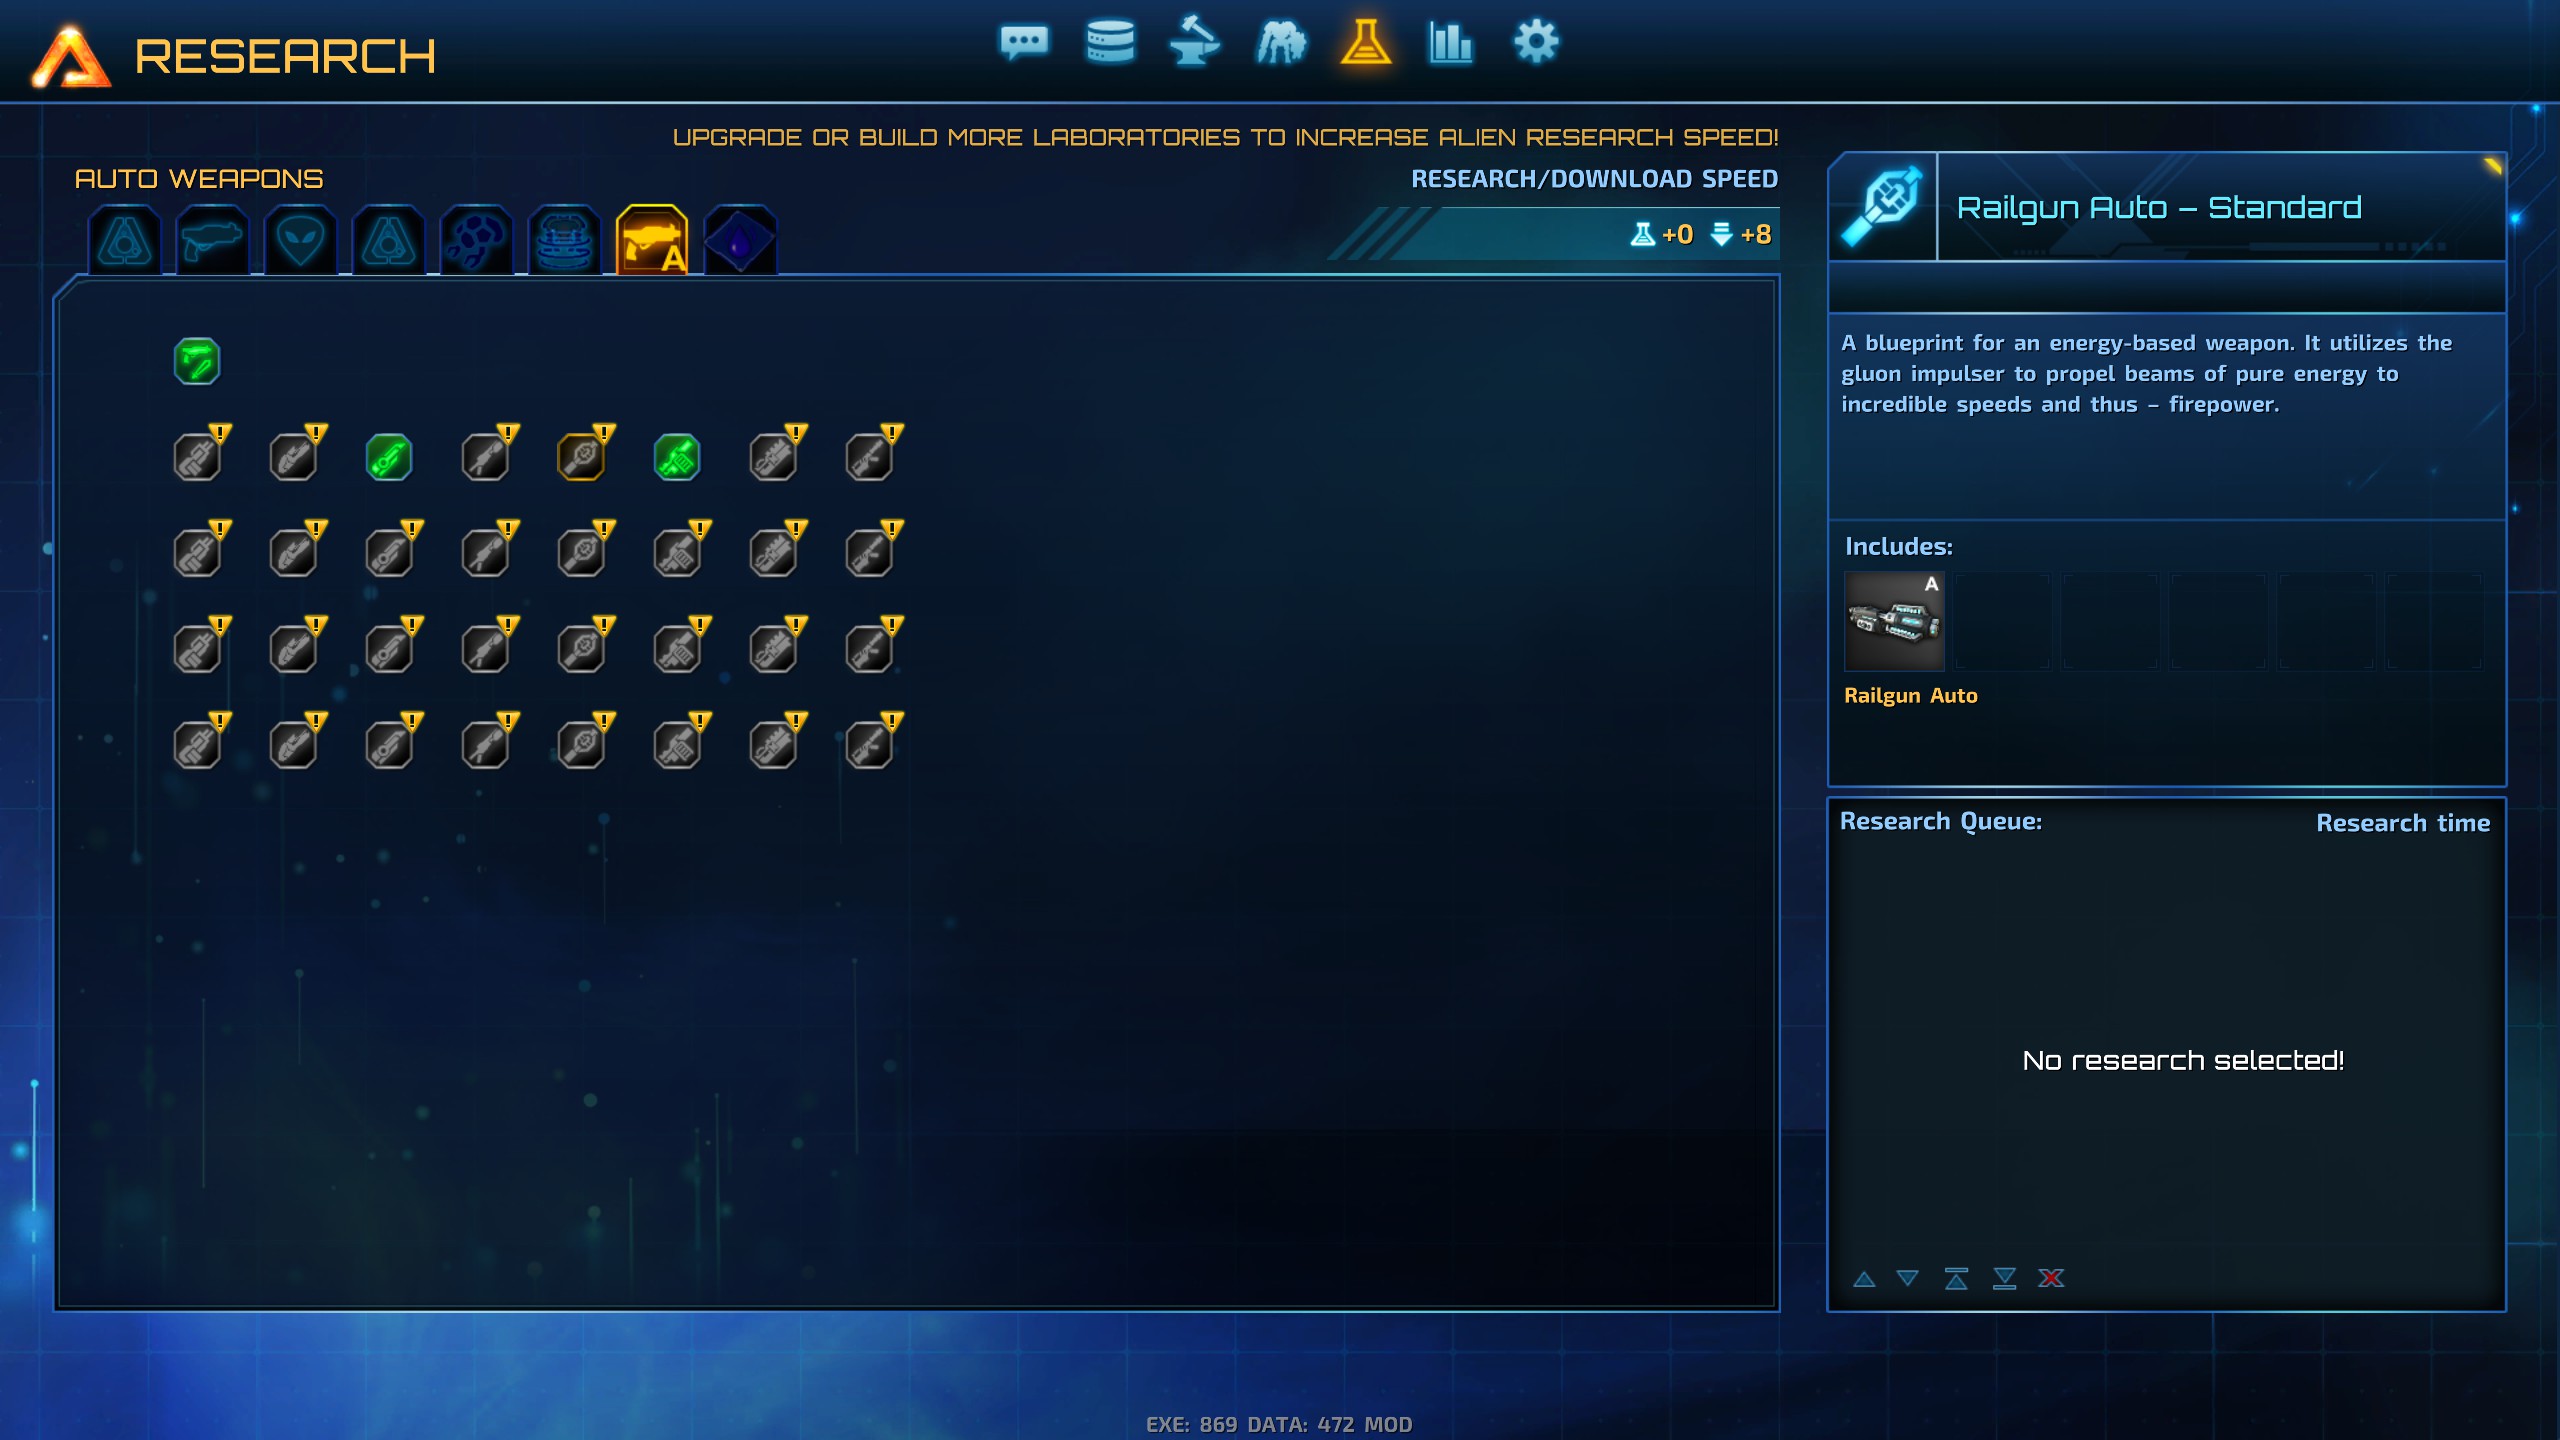 RESEARCH
UPGRADE OR BUILD MORE LABORATORIES TO INCREASE ALIEN RESEARCH SPEED!
AUTO WEAPONS
RESEARCH/DOWNLOAD SPEED
+0 +8
A
Railgun Auto – Standard
A blueprint for an energy-based weapon. It utilizes the
gluon impulser to propel beams of pure energy to
incredible speeds and thus – firepower.
Includes:
A
Railgun Auto
Research Queue:
Research time
No research selected!
EXE: 869 DATA: 472 MOD